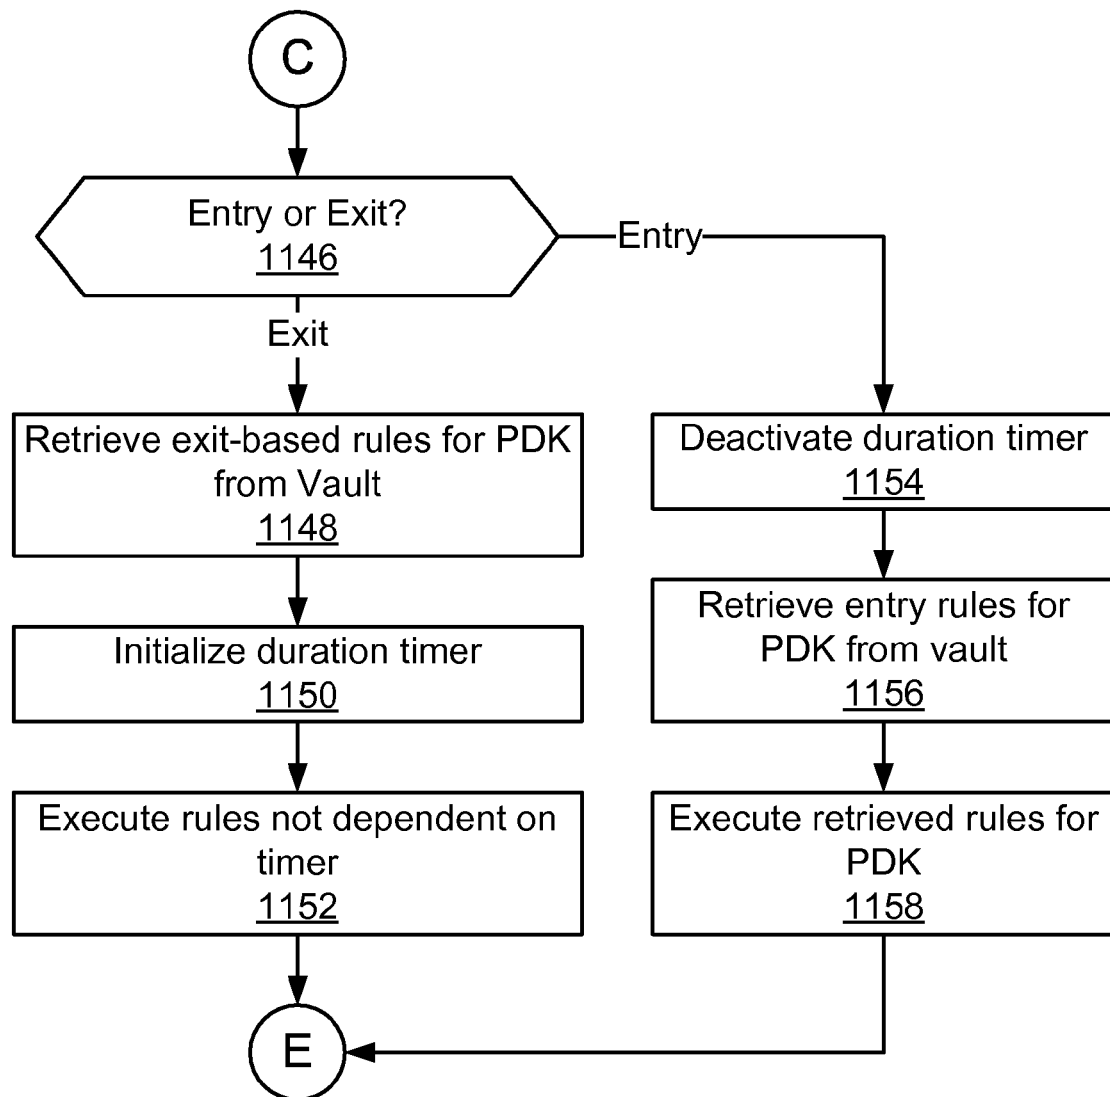 C
Entry or Exit?
1146
Entry
Exit
Retrieve exit-based rules for PDK
from Vault
1148
Initialize duration timer
1150
Execute rules not dependent on
timer
1152
Deactivate duration timer
1154
Retrieve entry rules for
PDK from vault
1156
Execute retrieved rules for
PDK
1158
E